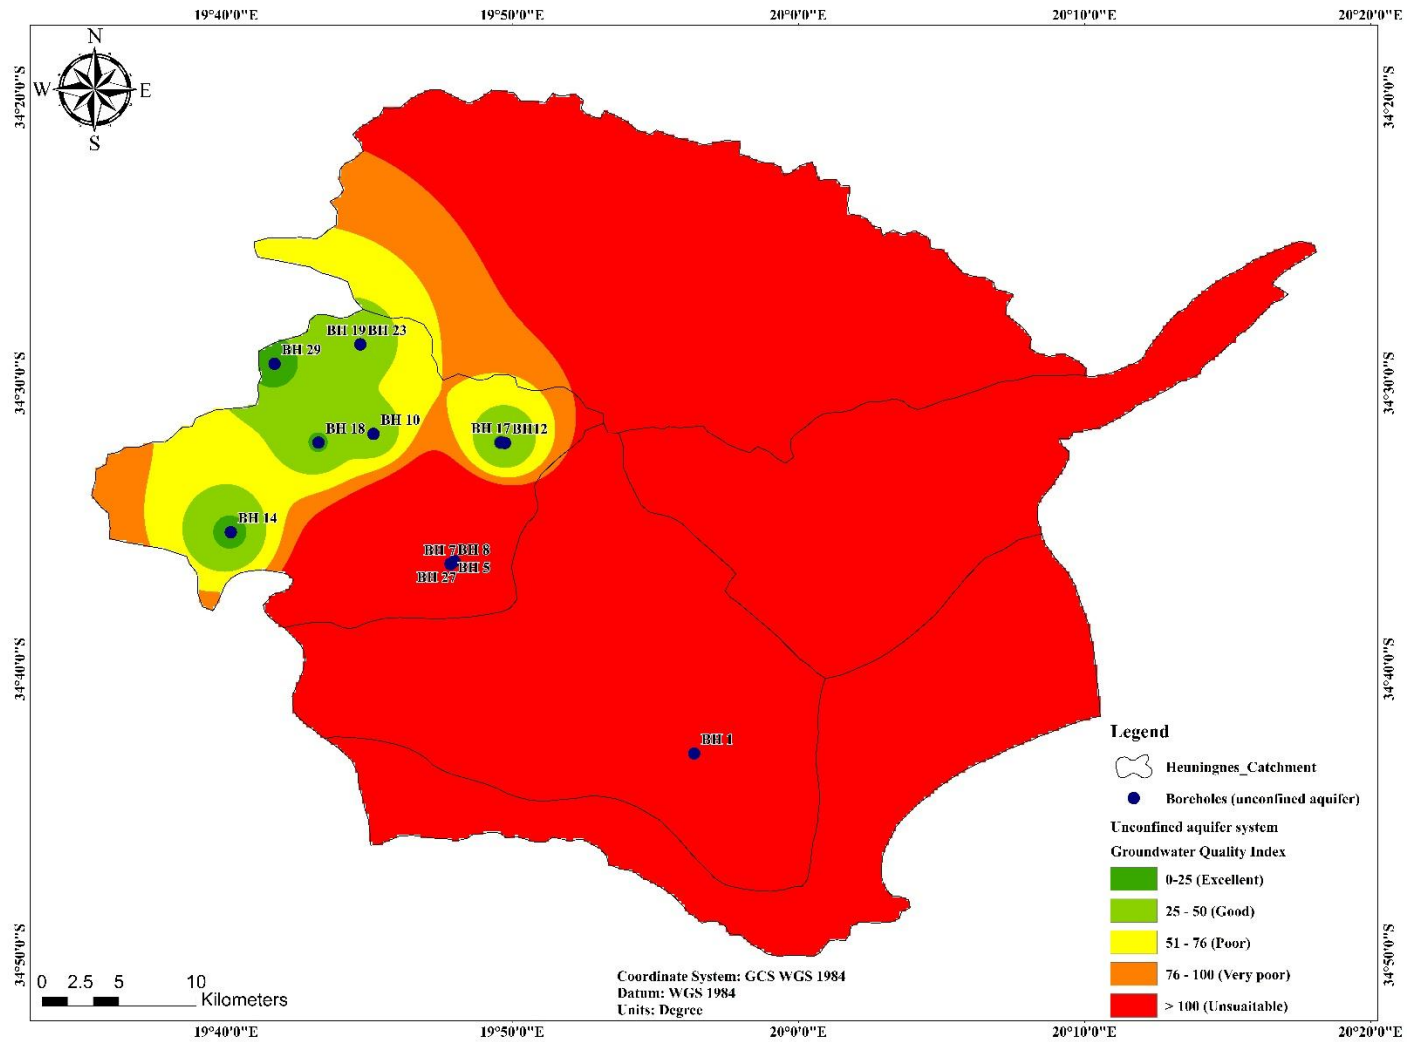 19°40'0"E 19°50'0"E 20°0'0"E 20°10'0"E 20°20'0"E
N
W E
S
34°20'0"S 34°20'0"S
BH 19 BH 23
BH 29
34°30'0"S 34°30'0"S
BH 10
BH 18
BH 17 BH12
BH 14
BH 7 BH 8
BH 5
BH 27
34°40'0"S 34°40'0"S
BH 1
Legend
Heuningnes_Catchment
Boreholes (unconfined aquifer)
Unconfined aquifer system
Groundwater Quality Index
0-25 (Excellent)
25 - 50 (Good)
51 - 76 (Poor)
76 - 100 (Very poor)
> 100 (Unsuaitable)
34°50'0"S 34°50'0"S
0 2.5 5 10
Kilometers
Coordinate System: GCS WGS 1984
Datum: WGS 1984
Units: Degree
19°40'0"E 19°50'0"E 20°0'0"E 20°10'0"E 20°20'0"E